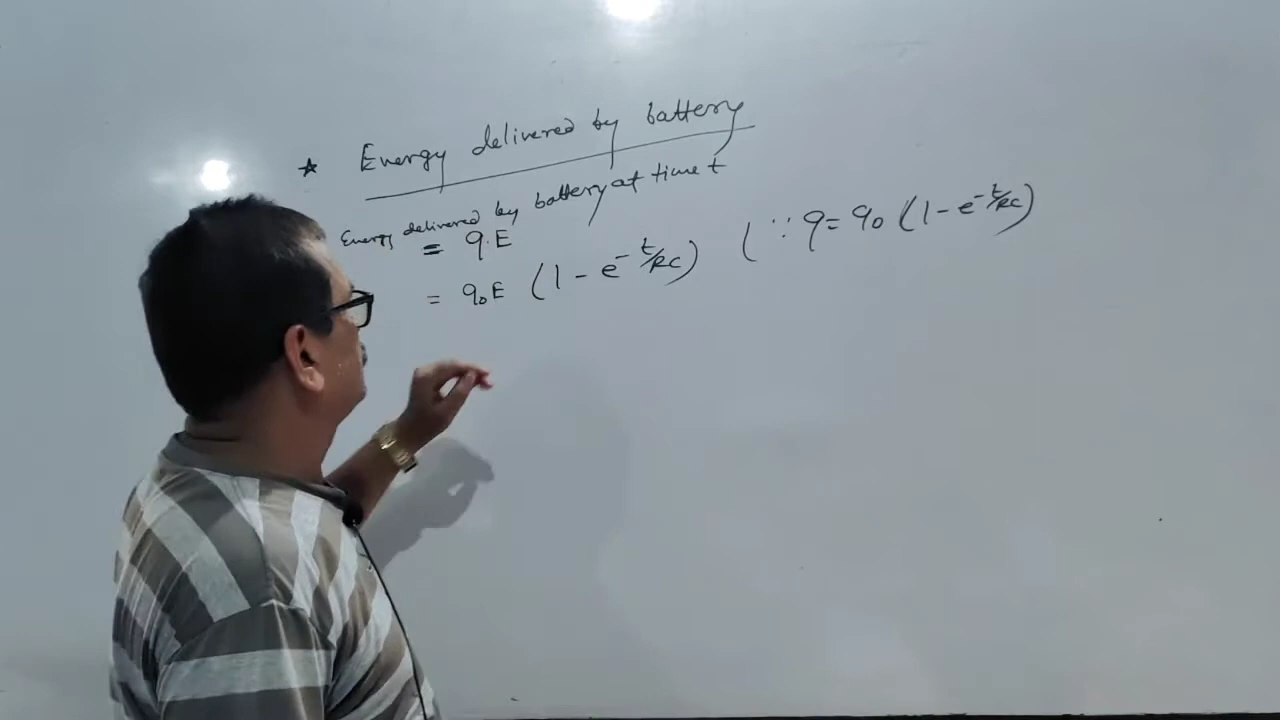 ★ Energy delivered by battery
Energy delivered by battery at time t
= q.E
= q₀E (1 - e^-t/RC) (∵ q = q₀ (1 - e^-t/RC)